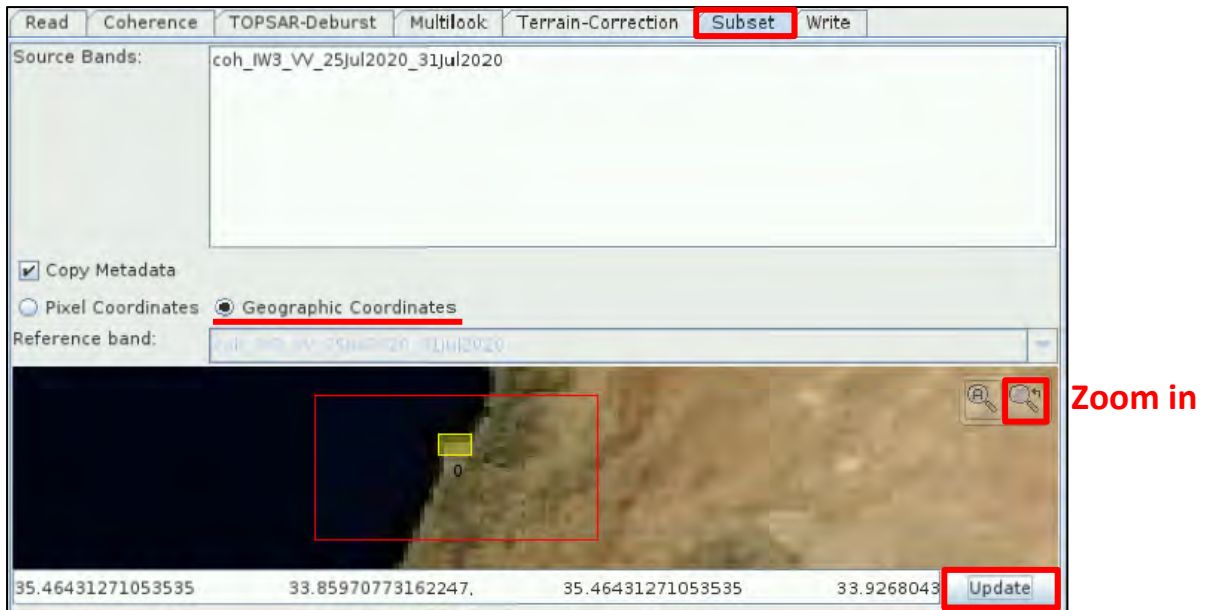 Read Coherence TOPSAR-Deburst Multilook Terrain-Correction Subset Write
Source Bands: coh_IW3_VV_25Jul2020_31Jul2020
Copy Metadata
Pixel Coordinates Geographic Coordinates
Reference band: coh_IW3_VV_25Jul2020_31Jul2020
A
Zoom in
0
35.46431271053535 33.85970773162247, 35.46431271053535 33.9268043 Update